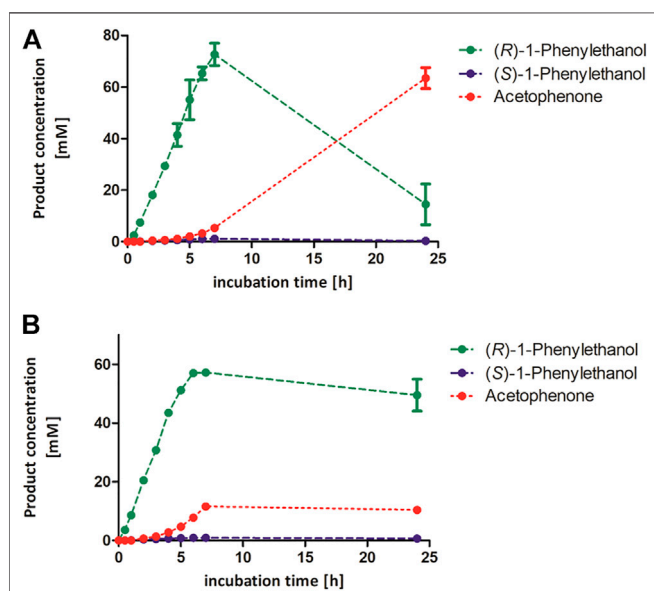 A
80
60
40
20
0
Product concentration
[mM]
0 5 10 15 20 25
incubation time [h]
(R)-1-Phenylethanol
(S)-1-Phenylethanol
Acetophenone
B
60
40
20
0
Product concentration
[mM]
0 5 10 15 20 25
incubation time [h]
(R)-1-Phenylethanol
(S)-1-Phenylethanol
Acetophenone